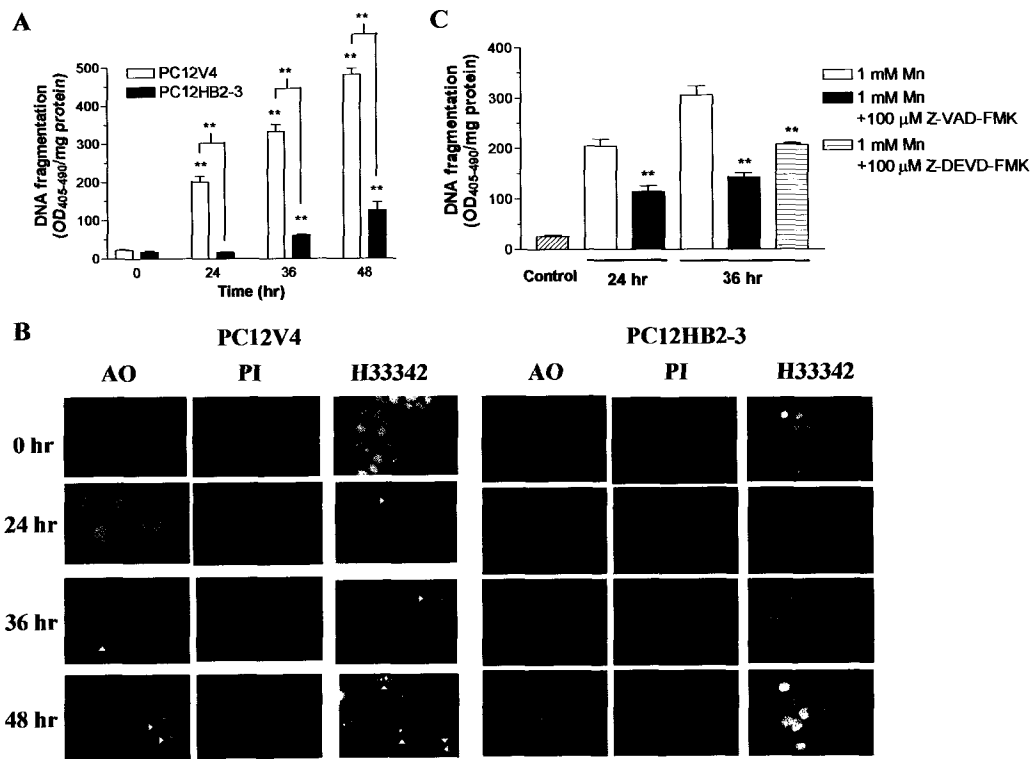 A
DNA fragmentation
(OD405-490/mg protein)
500
400
300
200
100
0
PC12V4
PC12HB2-3
**
**
**
**
**
**
**
**
0
24
36
48
Time (hr)
C
DNA fragmentation
(OD405-490/mg protein)
400
300
200
100
0
**
**
**
Control
24 hr
36 hr
1 mM Mn
1 mM Mn
+100 µM Z-VAD-FMK
1 mM Mn
+100 µM Z-DEVD-FMK
B
PC12V4
PC12HB2-3
AO
PI
H33342
AO
PI
H33342
0 hr
24 hr
36 hr
48 hr